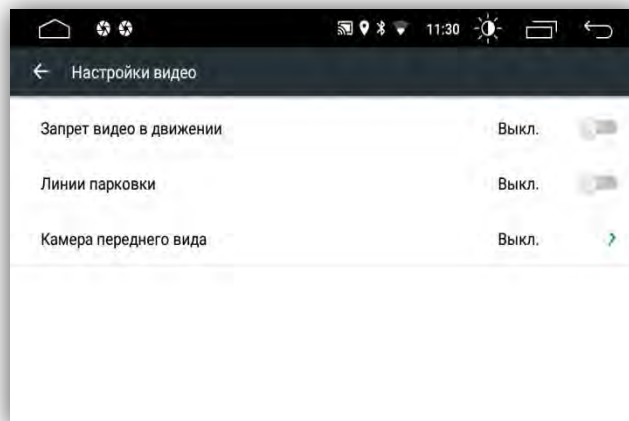 11:30
Настройки видео
Запрет видео в движении Выкл.
Линии парковки Выкл.
Камера переднего вида Выкл.